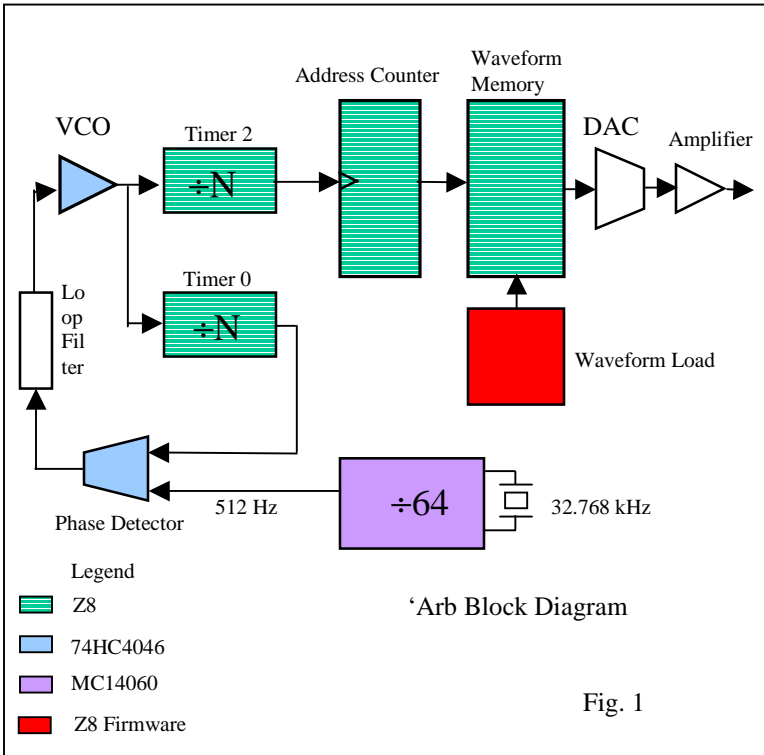 Waveform
Memory
Address Counter
VCO
DAC
Timer 2
Amplifier
÷N
Timer 0
Lo
op
Fil
ter
÷N
Waveform Load
÷64
512 Hz
32.768 kHz
Phase Detector
Legend
Z8
‘Arb Block Diagram
74HC4046
MC14060
Fig. 1
Z8 Firmware